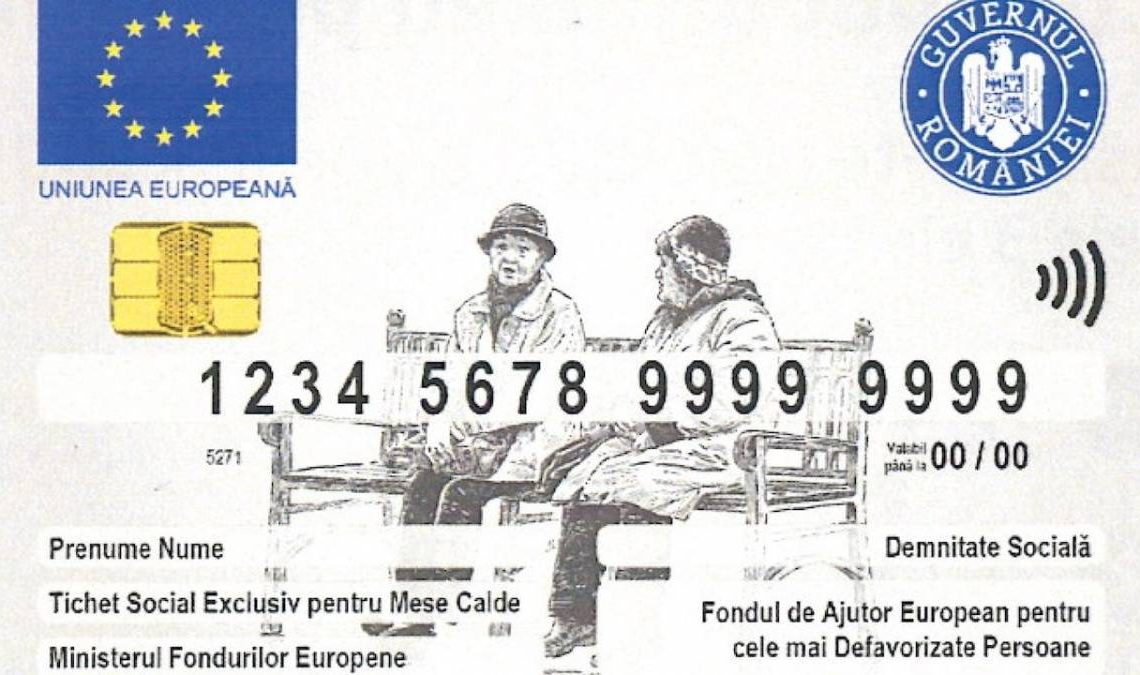 UNIUNEA EUROPEANĂ
GUVERNUL ROMÂNIEI
1234 5678 9999 9999
5271
Valabil
până la 00 / 00
Prenume Nume
Demnitate Socială
Tichet Social Exclusiv pentru Mese Calde
Fondul de Ajutor European pentru
cele mai Defavorizate Persoane
Ministerul Fondurilor Europene